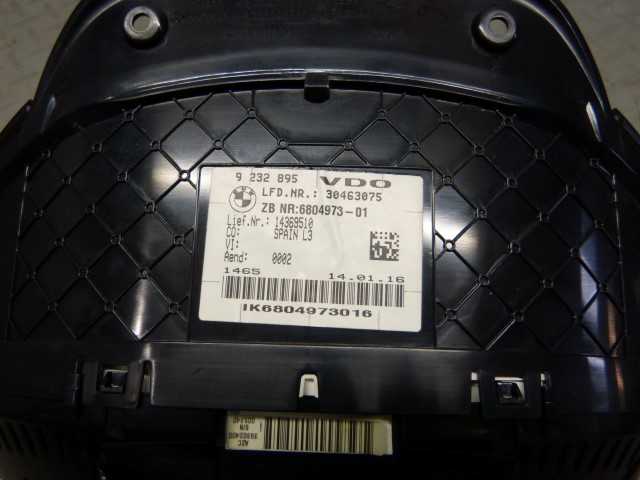 9 232 895 VDO
LFD.NR.: 30463075
ZB NR:6804973-01
Lief.Nr.: 14369510
CO: SPAIN L3
VI:
Aend: 0002
1465 14.01.16
IK6804973016
A2C
S/N